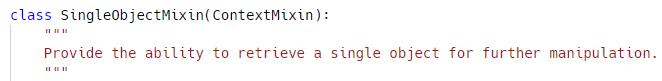 class SingleObjectMixin(ContextMixin):
    """
    Provide the ability to retrieve a single object for further manipulation.
    """